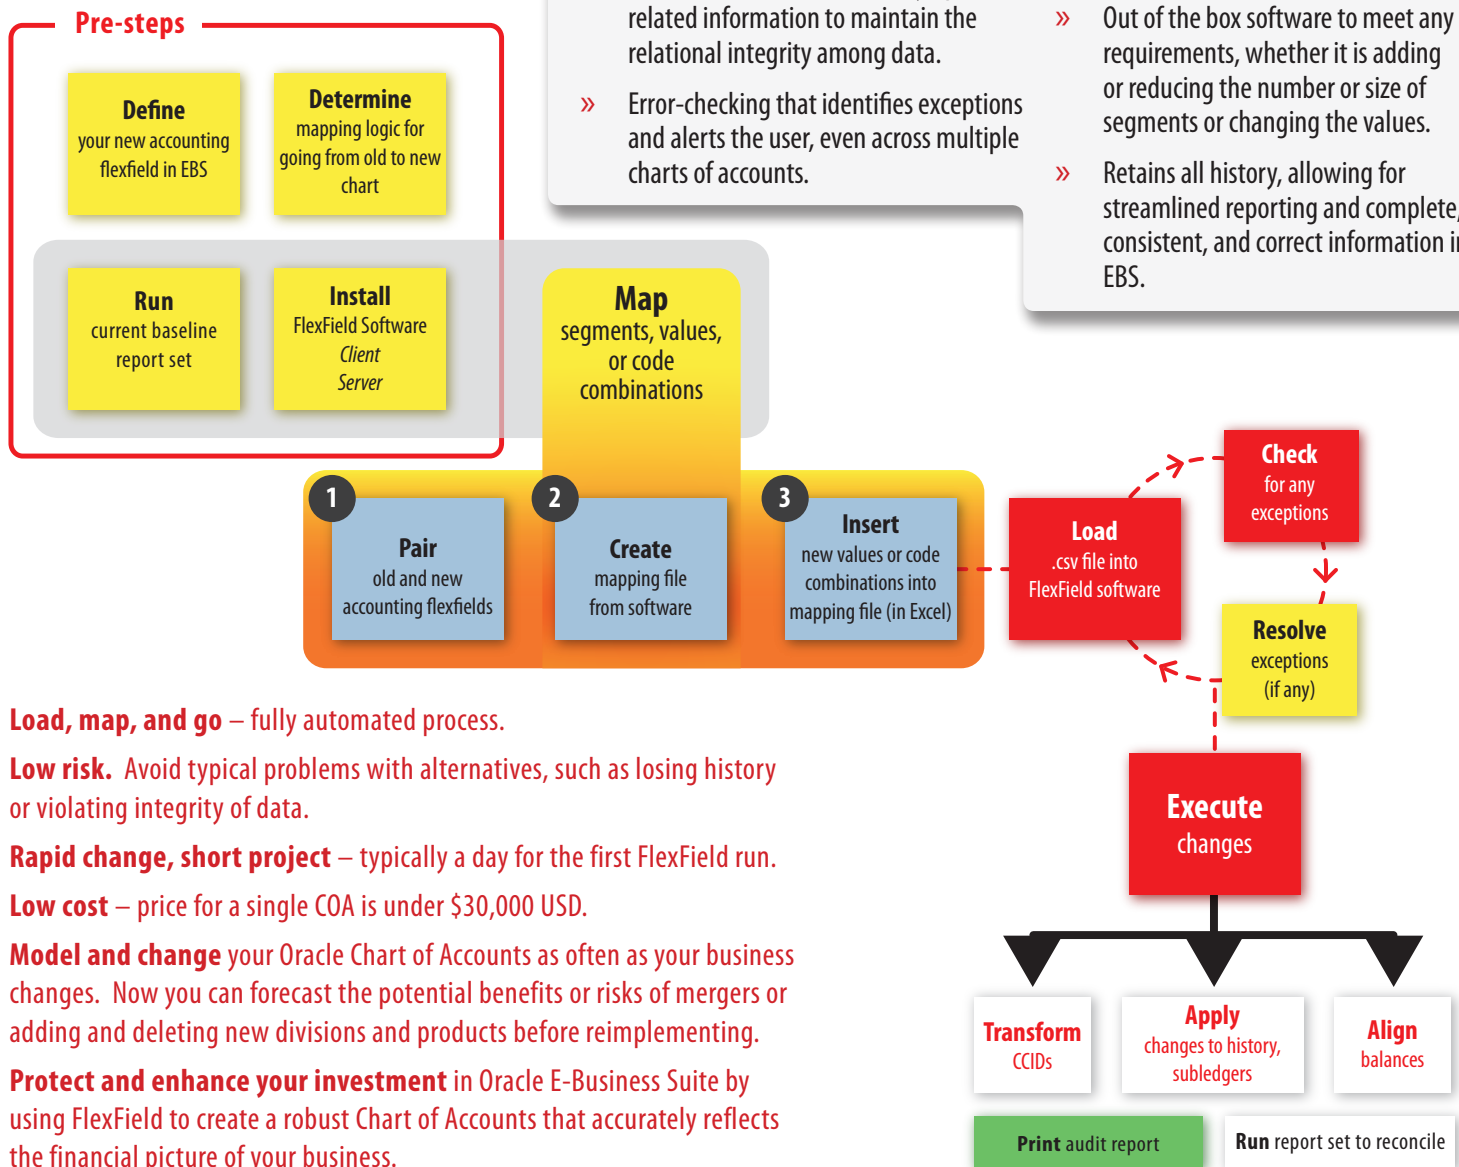 Pre-steps
Define
your new accounting
flexfield in EBS
Determine
mapping logic for
going from old to new
chart
Run
current baseline
report set
Install
FlexField Software
Client
Server
Map
segments, values,
or code
combinations
related information to maintain the
relational integrity among data.
» Error-checking that identifies exceptions
and alerts the user, even across multiple
charts of accounts.
» Out of the box software to meet any
requirements, whether it is adding
or reducing the number or size of
segments or changing the values.
» Retains all history, allowing for
streamlined reporting and complete,
consistent, and correct information in
EBS.
1
Pair
old and new
accounting flexfields
2
Create
mapping file
from software
3
Insert
new values or code
combinations into
mapping file (in Excel)
Load
.csv file into
FlexField software
Check
for any
exceptions
Resolve
exceptions
(if any)
Execute
changes
Transform
CCIDs
Apply
changes to history,
subledgers
Align
balances
Print audit report
Run report set to reconcile
Load, map, and go – fully automated process.
Low risk. Avoid typical problems with alternatives, such as losing history
or violating integrity of data.
Rapid change, short project – typically a day for the first FlexField run.
Low cost – price for a single COA is under $30,000 USD.
Model and change your Oracle Chart of Accounts as often as your business
changes. Now you can forecast the potential benefits or risks of mergers or
adding and deleting new divisions and products before reimplementing.
Protect and enhance your investment in Oracle E-Business Suite by
using FlexField to create a robust Chart of Accounts that accurately reflects
the financial picture of your business.